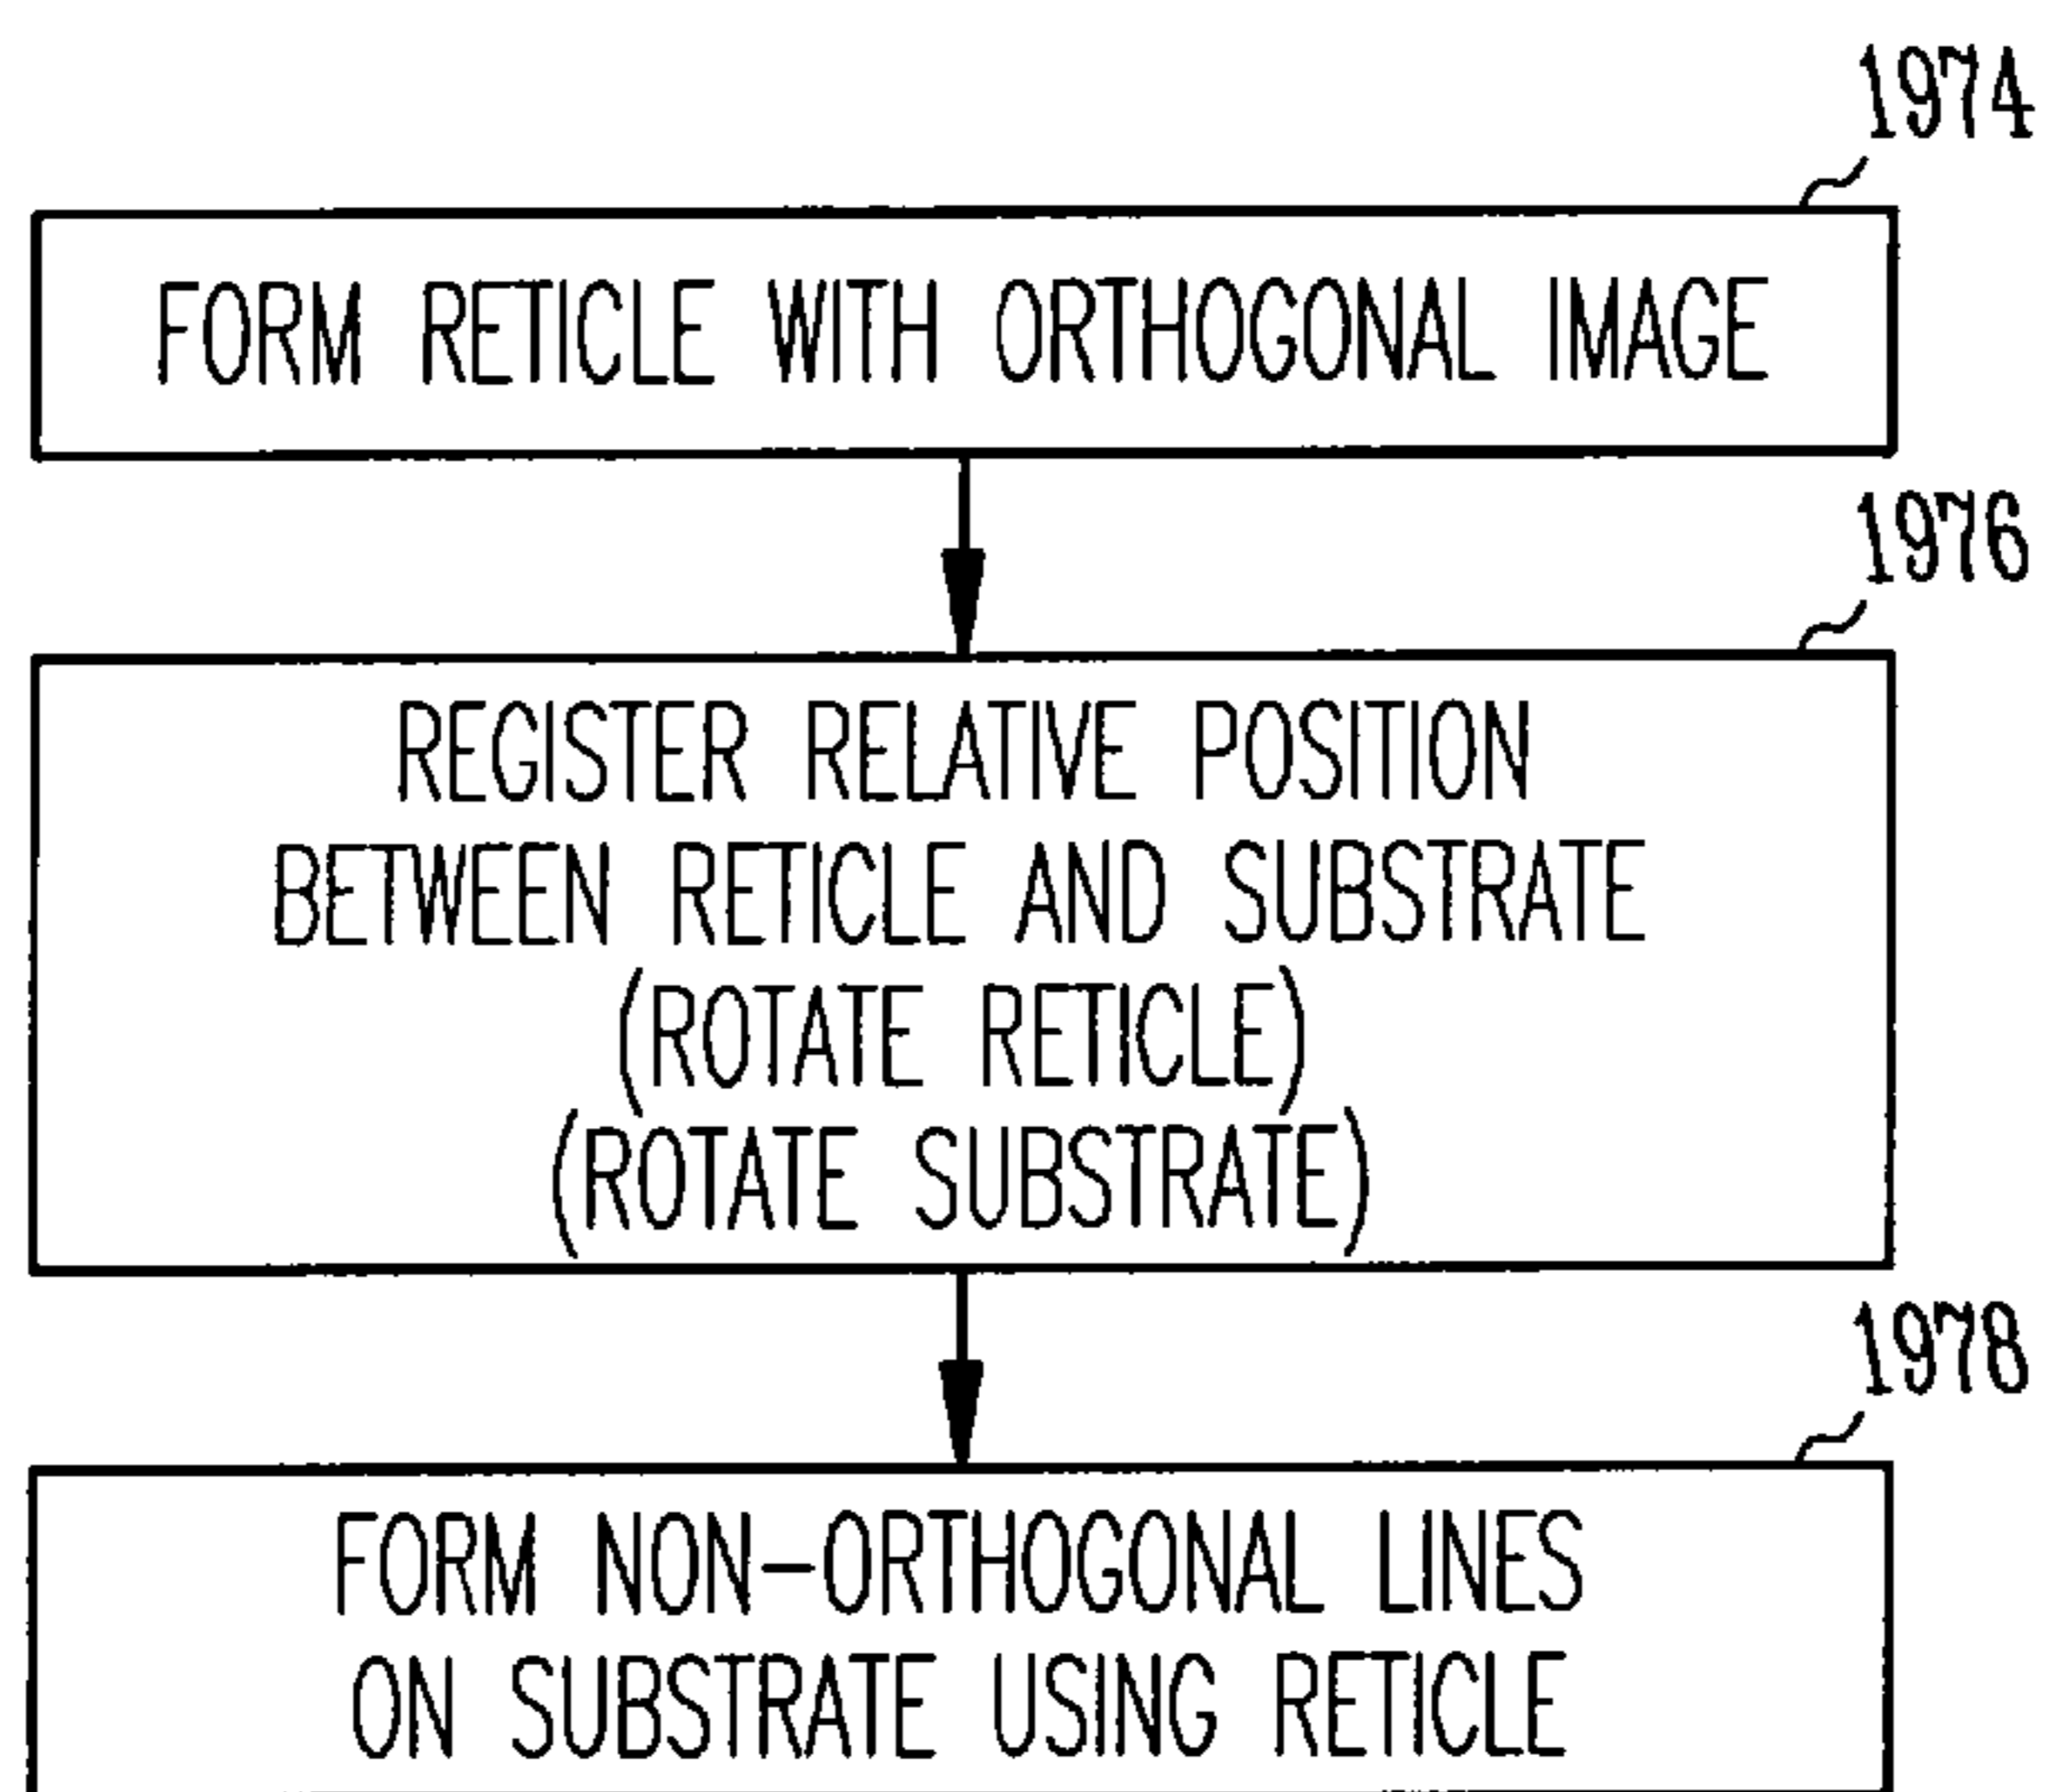 1974
FORM RETICLE WITH ORTHOGONAL IMAGE
1976
REGISTER RELATIVE POSITION
BETWEEN RETICLE AND SUBSTRATE
(ROTATE RETICLE)
(ROTATE SUBSTRATE)
1978
FORM NON-ORTHOGONAL LINES
ON SUBSTRATE USING RETICLE